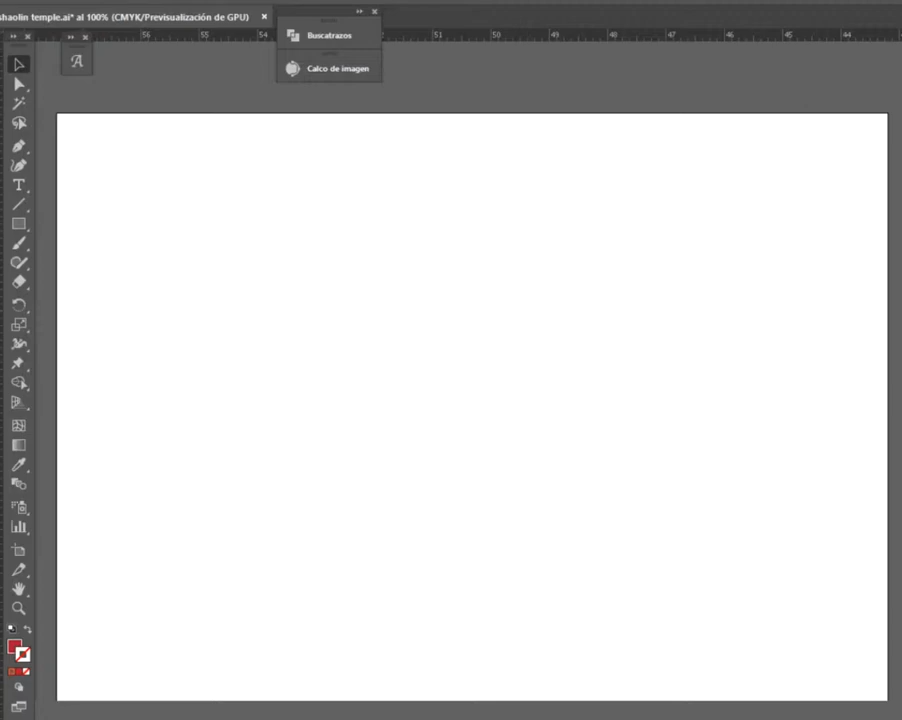 shaolin temple.ai* al 100% (CMYK/Previsualización de GPU)
56 55 54 51 50 49 48 47 46 45 44
Buscatrazos
A
Calco de imagen
T